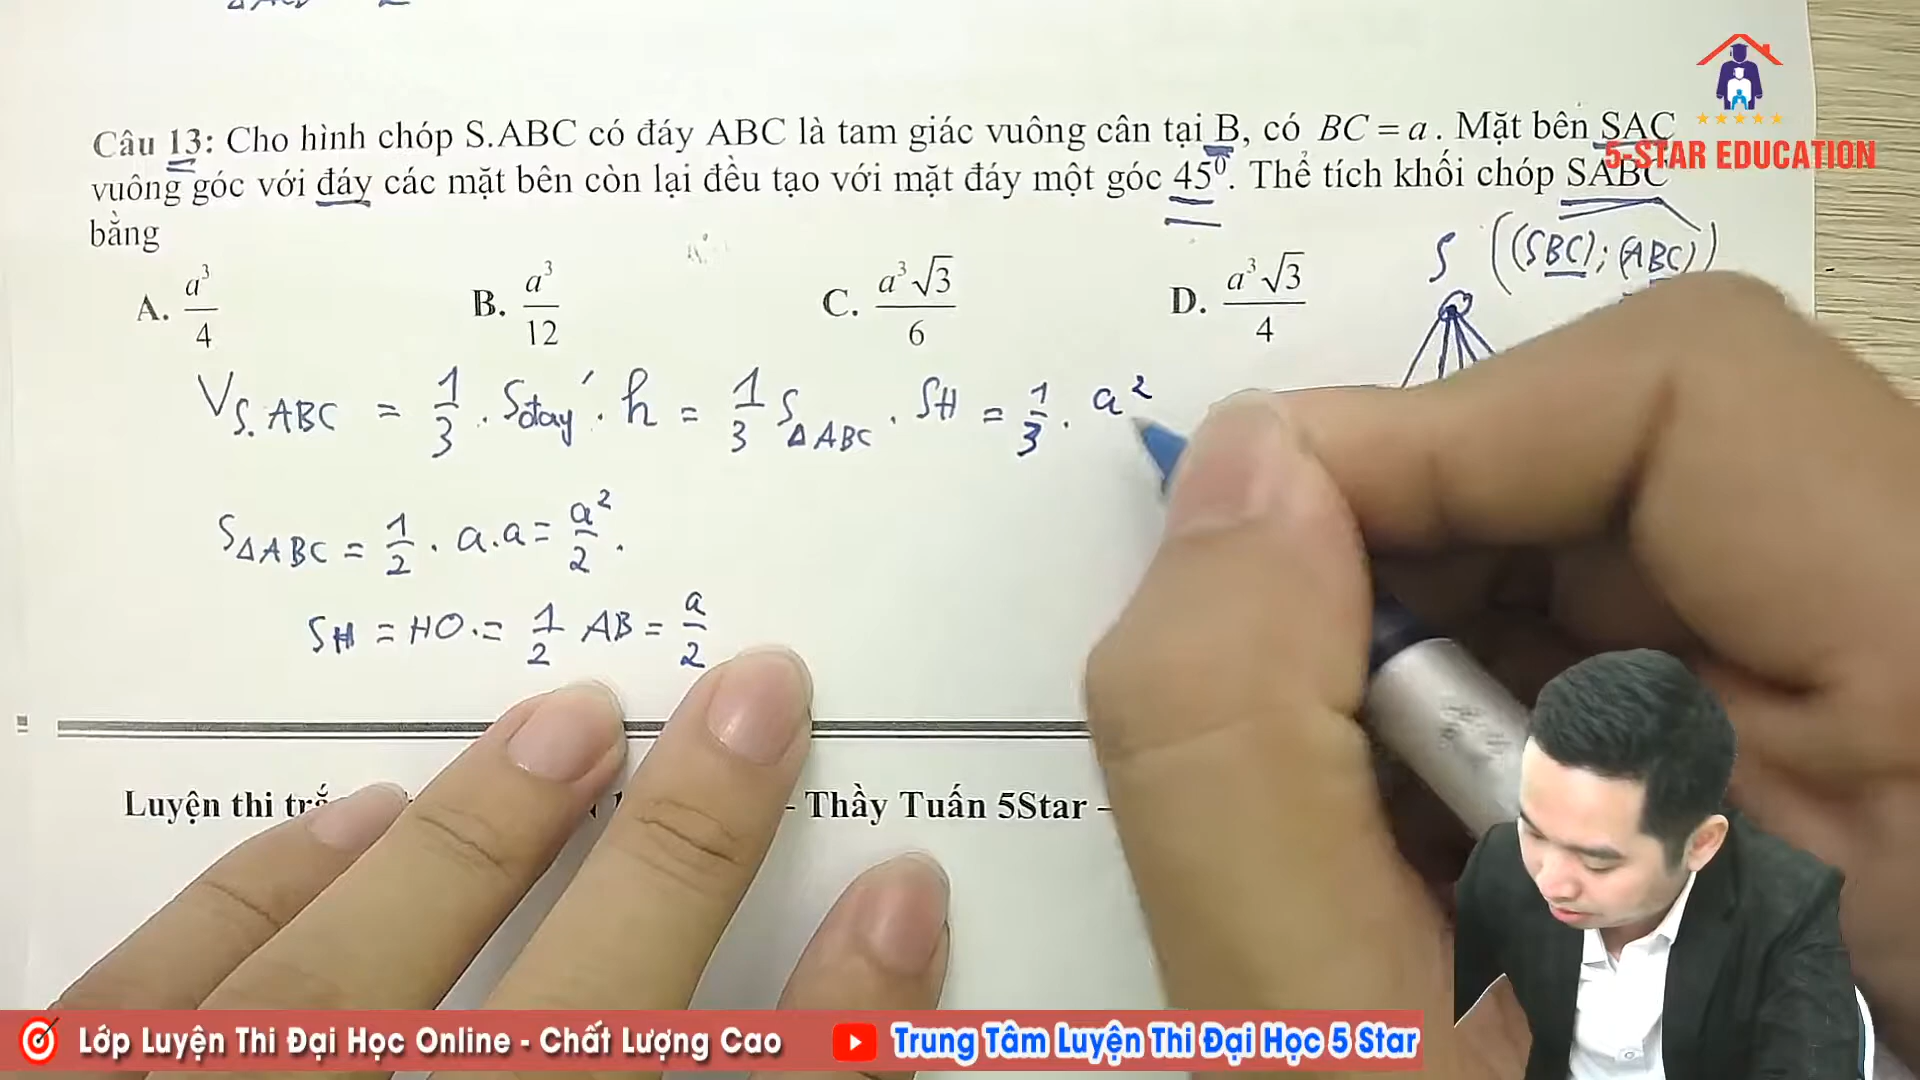 Câu 13: Cho hình chóp S.ABC có đáy ABC là tam giác vuông cân tại B, có BC = a. Mặt bên SAC
vuông góc với đáy các mặt bên còn lại đều tạo với mặt đáy một góc 45⁰. Thể tích khối chóp SABC
bằng
A. a³/4 B. a³/12 C. a³√3/6 D. a³√3/4
5-STAR EDUCATION
S ((SBC); (ABC))
V_S.ABC = 1/3 . S_đáy . h = 1/3 S_ΔABC . SH = 1/3 . a²
S_ΔABC = 1/2 . a.a = a²/2 .
SH = HO . = 1/2 AB = a/2
Luyện thi - Thầy Tuấn 5Star –
Lớp Luyện Thi Đại Học Online - Chất Lượng Cao
Trung Tâm Luyện Thi Đại Học 5 Star